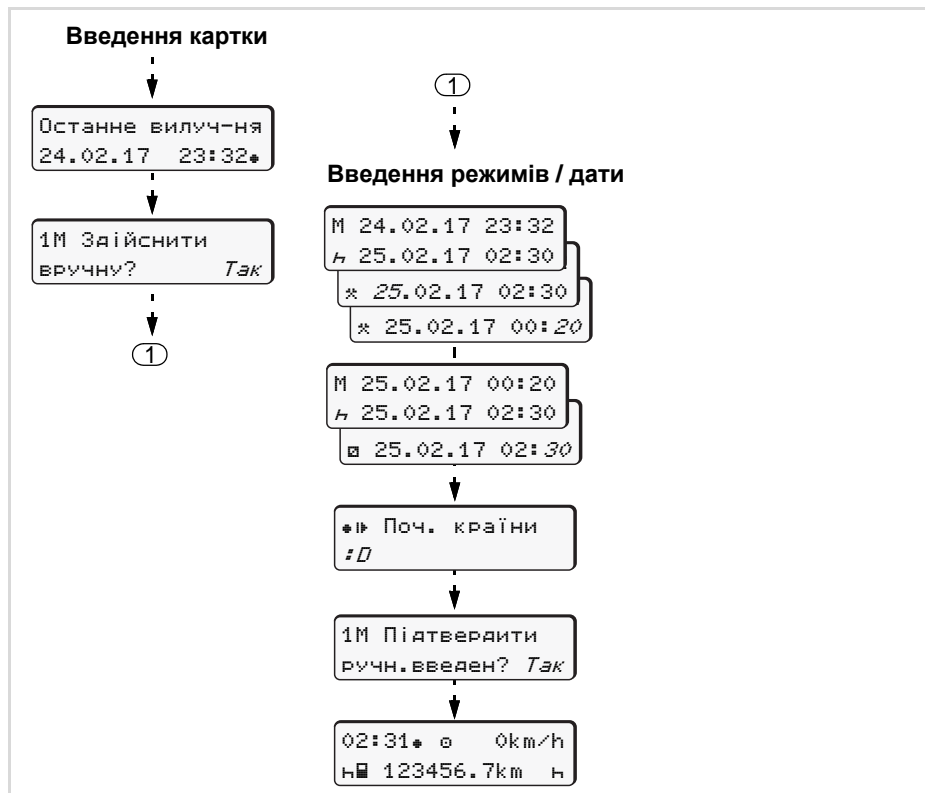 Введення картки
Останне вилуч-ня
24.02.17 23:32●
1М Здійснити
вручну? Так
1
1
Введення режимів / дати
М 24.02.17 23:32
h 25.02.17 02:30
25.02.17 02:30
25.02.17 00:20
М 25.02.17 00:20
h 25.02.17 02:30
25.02.17 02:30
●I▶ Поч. країни
:D
1М Підтвердити
ручн.введен? Так
02:31● ⊙ 0km/h
h 123456.7km h